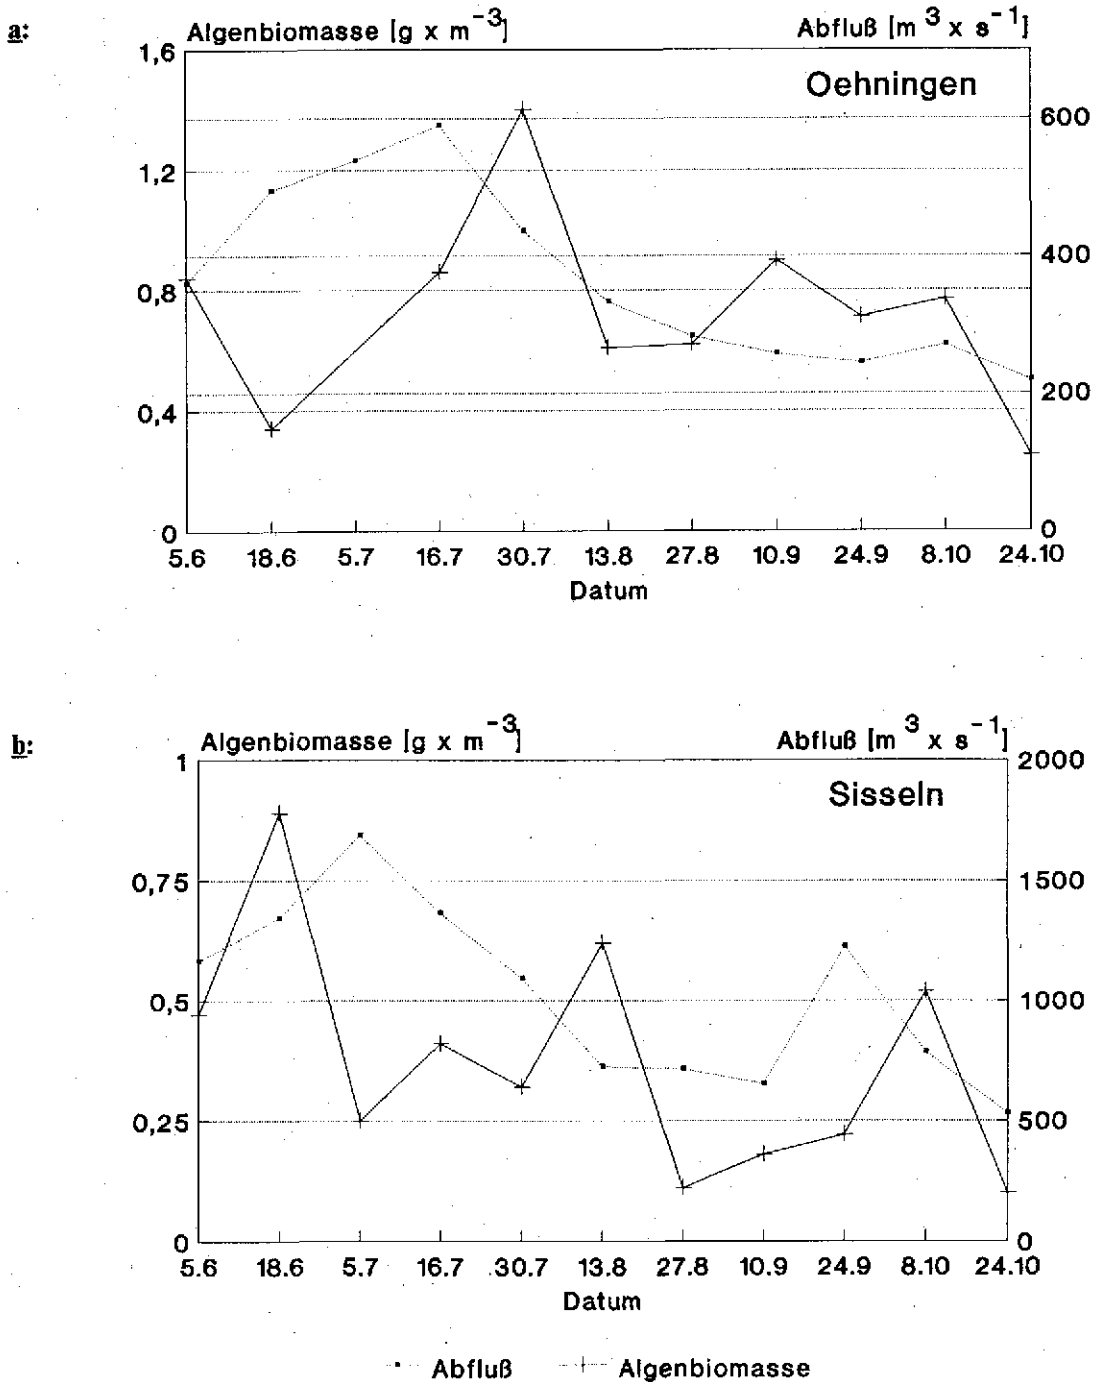 a:
Algenbiomasse [g x m⁻³] Abfluß [m³ x s⁻¹]
Oehningen
1,6
1,2
0,8
0,4
0
600
400
200
0
5.6 18.6 5.7 16.7 30.7 13.8 27.8 10.9 24.9 8.10 24.10
Datum
b:
Algenbiomasse [g x m⁻³] Abfluß [m³ x s⁻¹]
Sisseln
1
0,75
0,5
0,25
0
2000
1500
1000
500
0
5.6 18.6 5.7 16.7 30.7 13.8 27.8 10.9 24.9 8.10 24.10
Datum
Abfluß Algenbiomasse